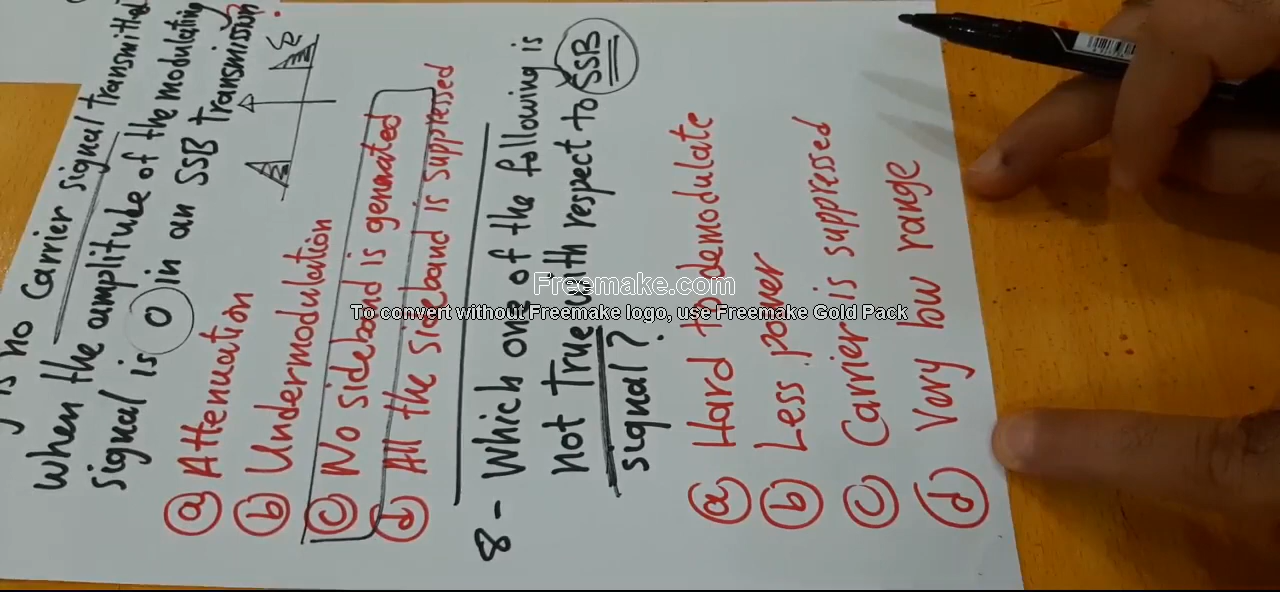 is no carrier signal transmitted
when the amplitude of the modulating
signal is 0 in an SSB transmission?
a Attenuation
b Undermodulation
c No sideband is generated
d All the sideband is suppressed
8 - Which one of the following is
not True with respect to SSB
signal?
a Hard to demodulate
b Less power
c Carrier is suppressed
d Very low range
Freemake.com
To convert without Freemake logo, use Freemake Gold Pack